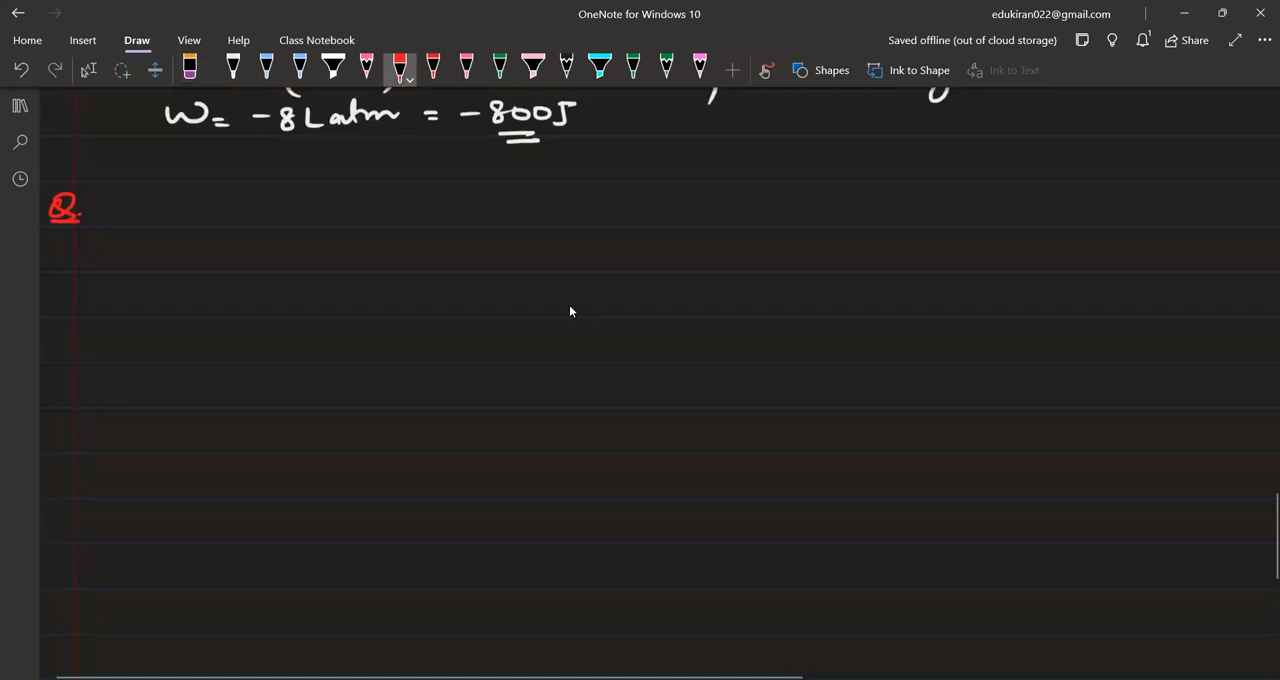 OneNote for Windows 10
edukiran022@gmail.com
Home Insert Draw View Help Class Notebook
Saved offline (out of cloud storage) Share
Shapes Ink to Shape Ink to Text
W = -8 L atm = -800J
Q.